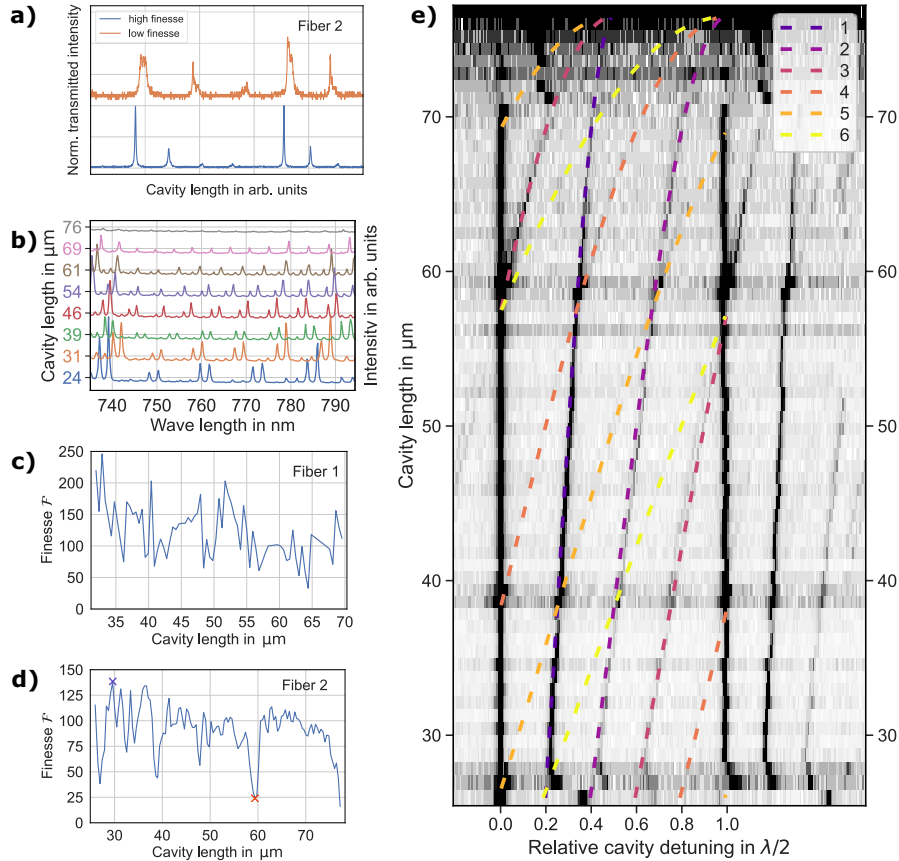 a)
Fiber 2
high finesse
low finesse
Norm. transmitted intensity
Cavity length in arb. units
b)
Cavity length in µm
76
69
61
54
46
39
31
24
Intensity in arb. units
740 750 760 770 780 790
Wave length in nm
c)
Fiber 1
Finesse ℱ
250
200
150
100
50
0
35 40 45 50 55 60 65 70
Cavity length in µm
d)
Fiber 2
Finesse ℱ
150
125
100
75
50
25
0
30 40 50 60 70
Cavity length in µm
e)
1
2
3
4
5
6
Cavity length in µm
70 70
60 60
50 50
40 40
30 30
0.0 0.2 0.4 0.6 0.8 1.0
Relative cavity detuning in λ/2